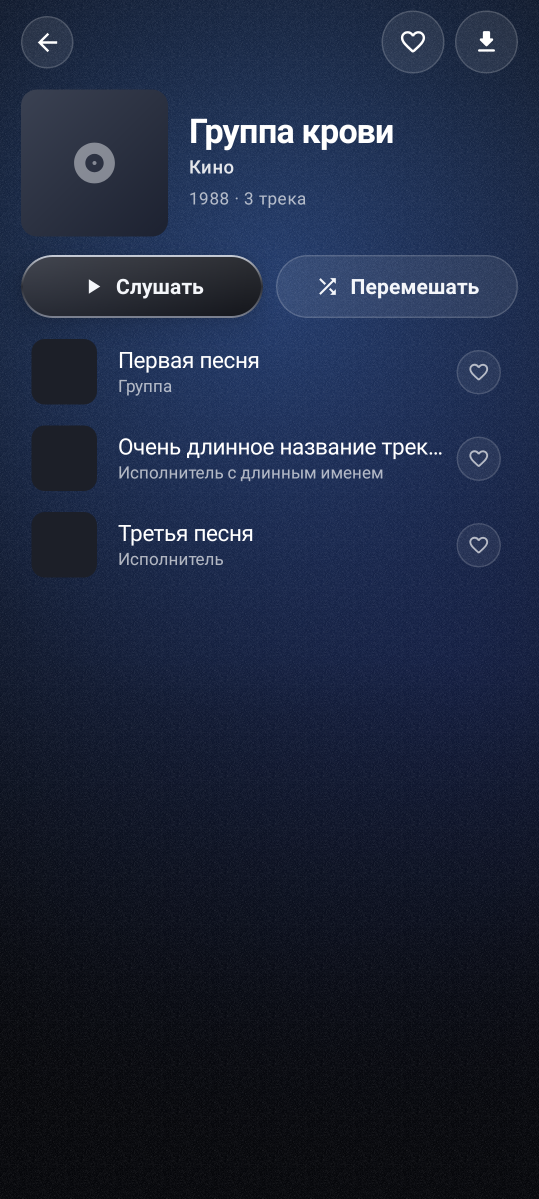 Группа крови
Кино
1988 · 3 трека
Слушать
Перемешать
Первая песня
Группа
Очень длинное название трек…
Исполнитель с длинным именем
Третья песня
Исполнитель